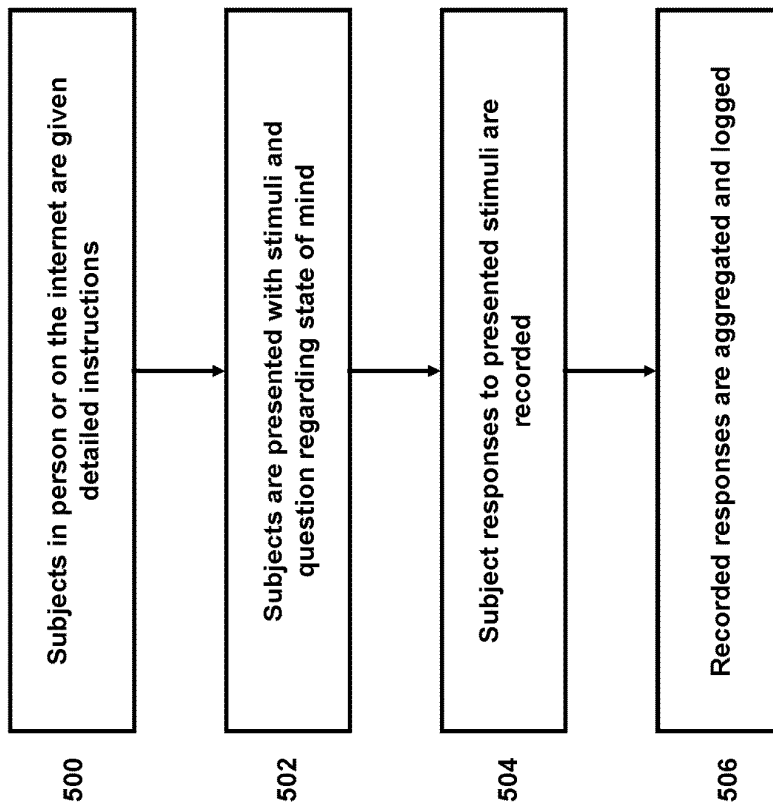 500
Subjects in person or on the internet are given
detailed instructions
502
Subjects are presented with stimuli and
question regarding state of mind
504
Subject responses to presented stimuli are
recorded
506
Recorded responses are aggregated and logged